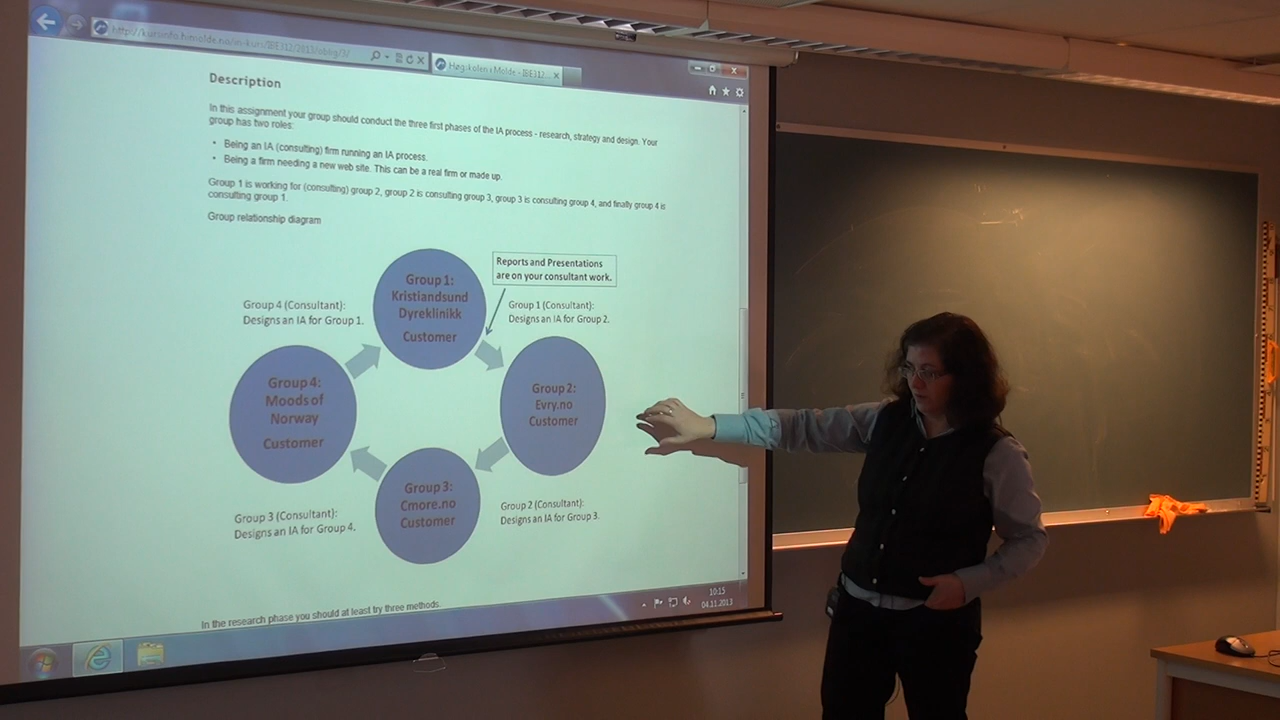 http://kursinfo.himolde.no/in-kurs/IBE312/2013/oblig/3/
Høgskolen i Molde - IBE312...
Description
In this assignment your group should conduct the three first phases of the IA process - research, strategy and design. Your
group has two roles:
• Being an IA (consulting) firm running an IA process.
• Being a firm needing a new web site. This can be a real firm or made up.
Group 1 is working for (consulting) group 2, group 2 is consulting group 3, group 3 is consulting group 4, and finally group 4 is
consulting group 1.
Group relationship diagram
Reports and Presentations
are on your consultant work.
Group 1:
Kristiandsund
Dyreklinikk
Customer
Group 4 (Consultant):
Designs an IA for Group 1.
Group 1 (Consultant):
Designs an IA for Group 2.
Group 4:
Moods of
Norway
Customer
Group 2:
Evry.no
Customer
Group 3:
Cmore.no
Customer
Group 3 (Consultant):
Designs an IA for Group 4.
Group 2 (Consultant):
Designs an IA for Group 3.
In the research phase you should at least try three methods.
10:15
04.11.2013